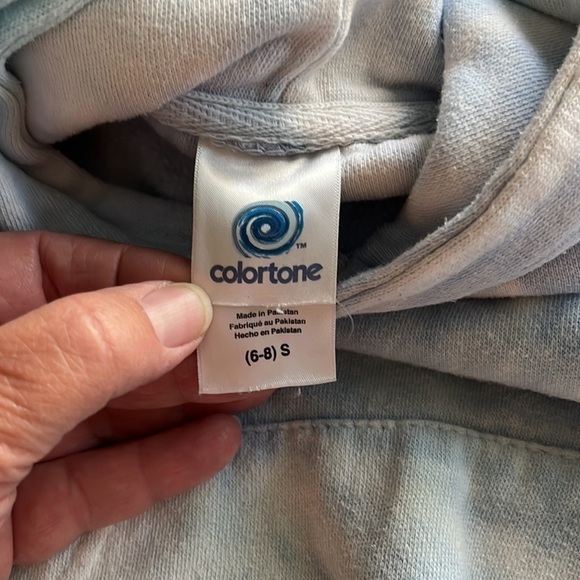 TM
colortone
Made in Pakistan
Fabriqué au Pakistan
Hecho en Pakistan
(6-8) S